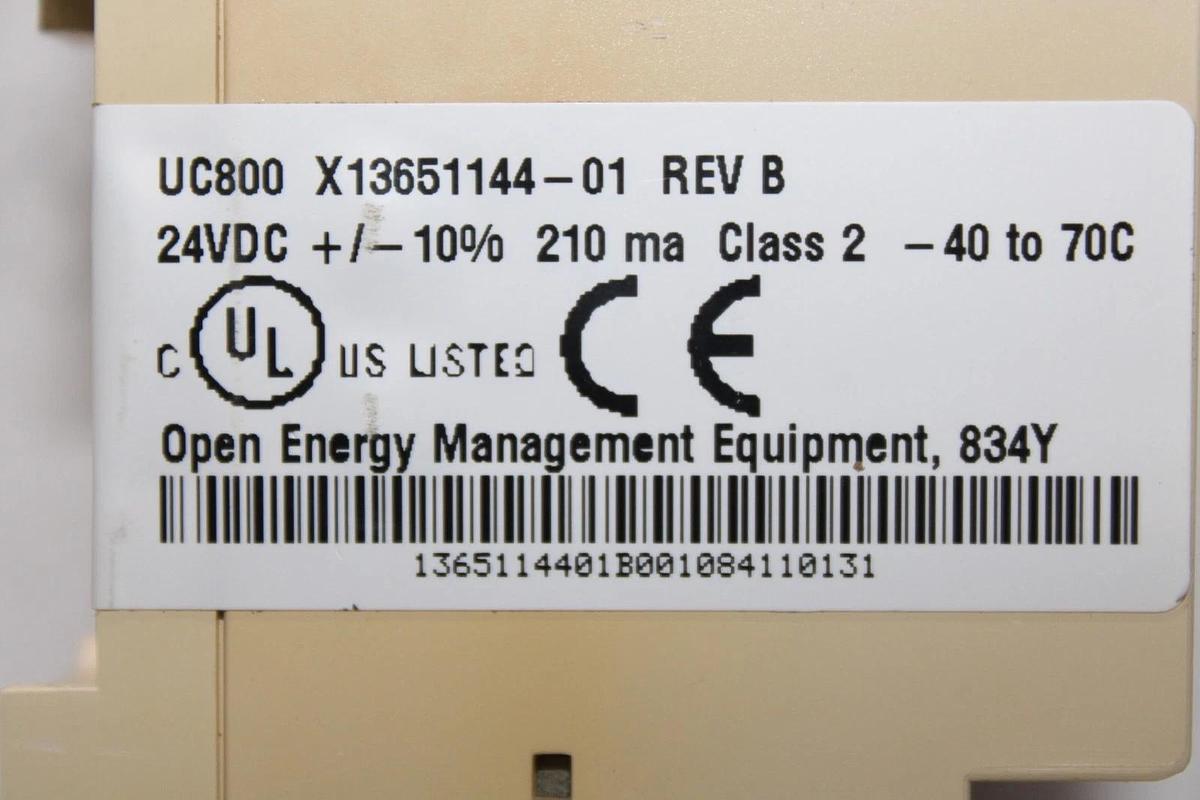 UC800 X13651144-01 REV B
24VDC +/-10% 210 ma Class 2 -40 to 70C
C UL US LISTED CE
Open Energy Management Equipment, 834Y
1365114401B001084110131